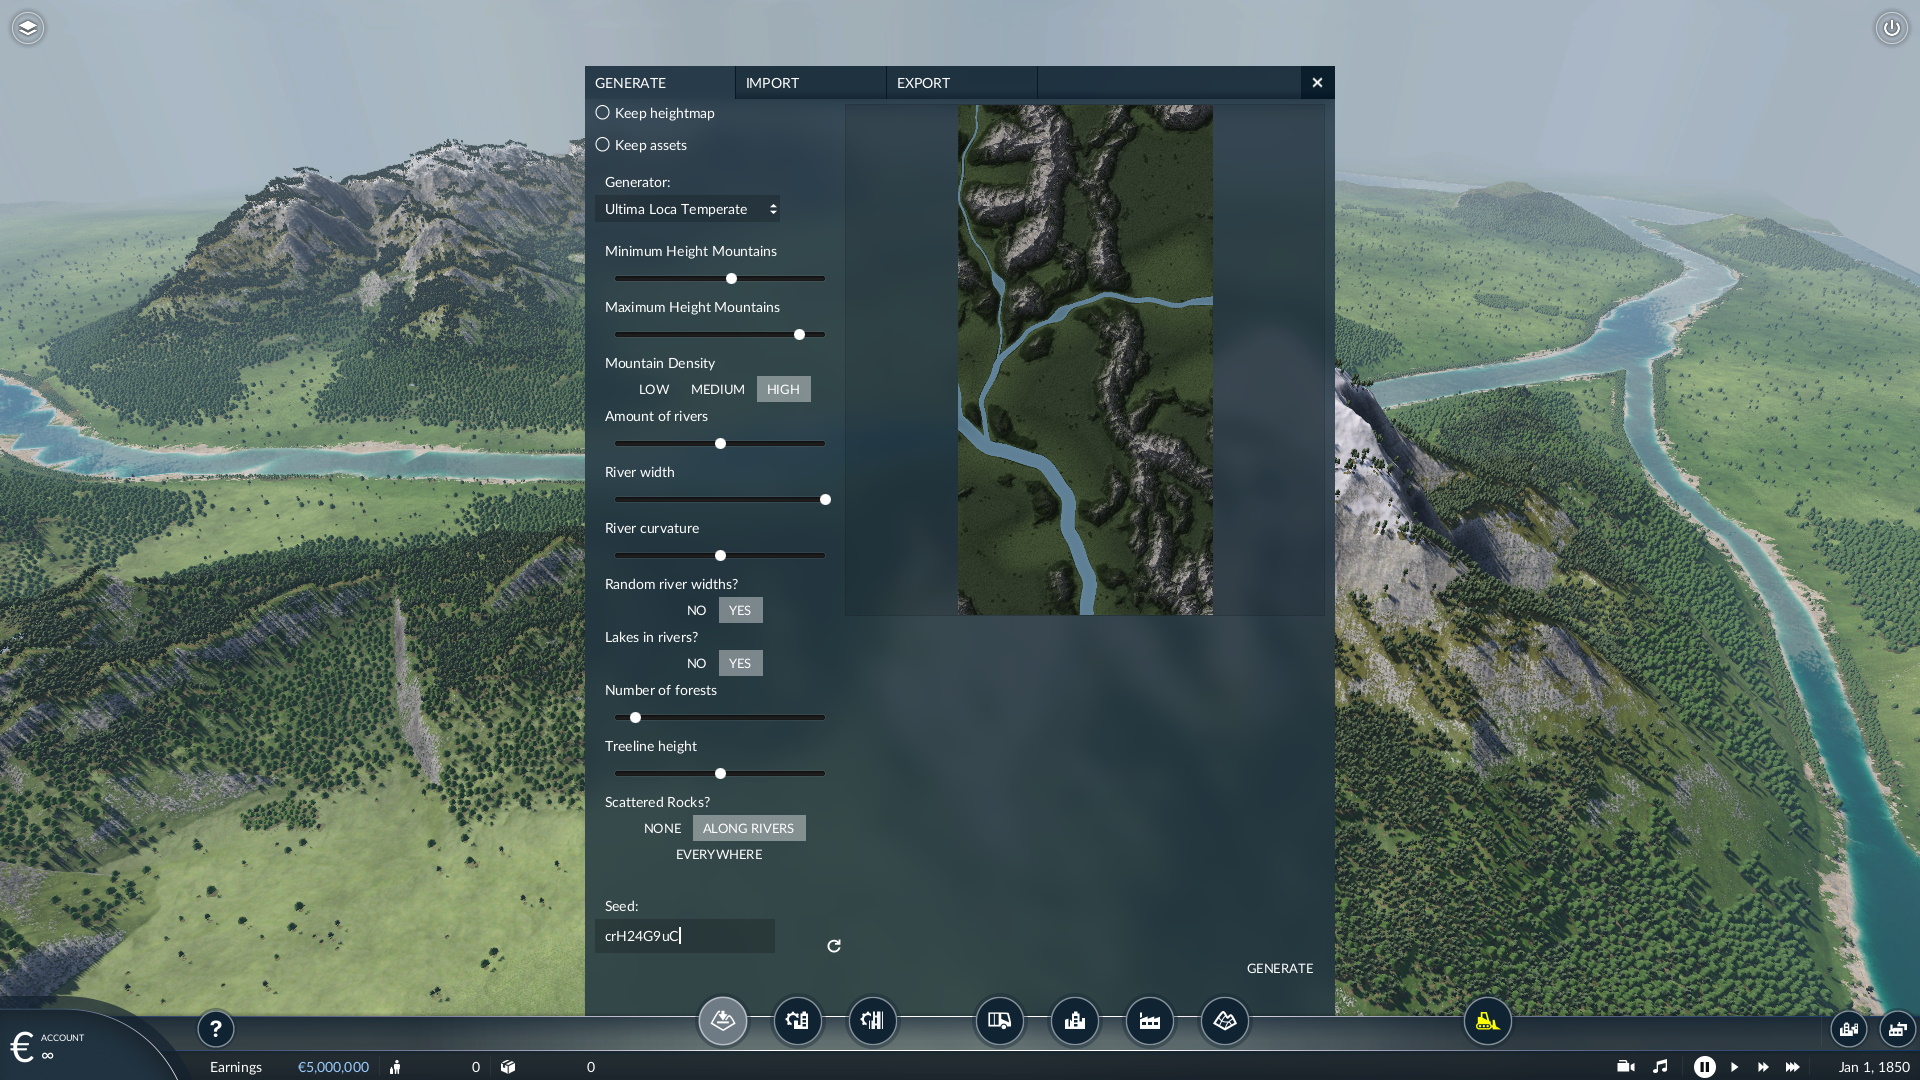 GENERATE IMPORT EXPORT
Keep heightmap
Keep assets
Generator:
Ultima Loca Temperate
Minimum Height Mountains
Maximum Height Mountains
Mountain Density
LOW MEDIUM HIGH
Amount of rivers
River width
River curvature
Random river widths?
NO YES
Lakes in rivers?
NO YES
Number of forests
Treeline height
Scattered Rocks?
NONE ALONG RIVERS
EVERYWHERE
Seed:
crH24G9uC
GENERATE
?
€ ACCOUNT
∞
Earnings €5,000,000 0 0 Jan 1, 1850